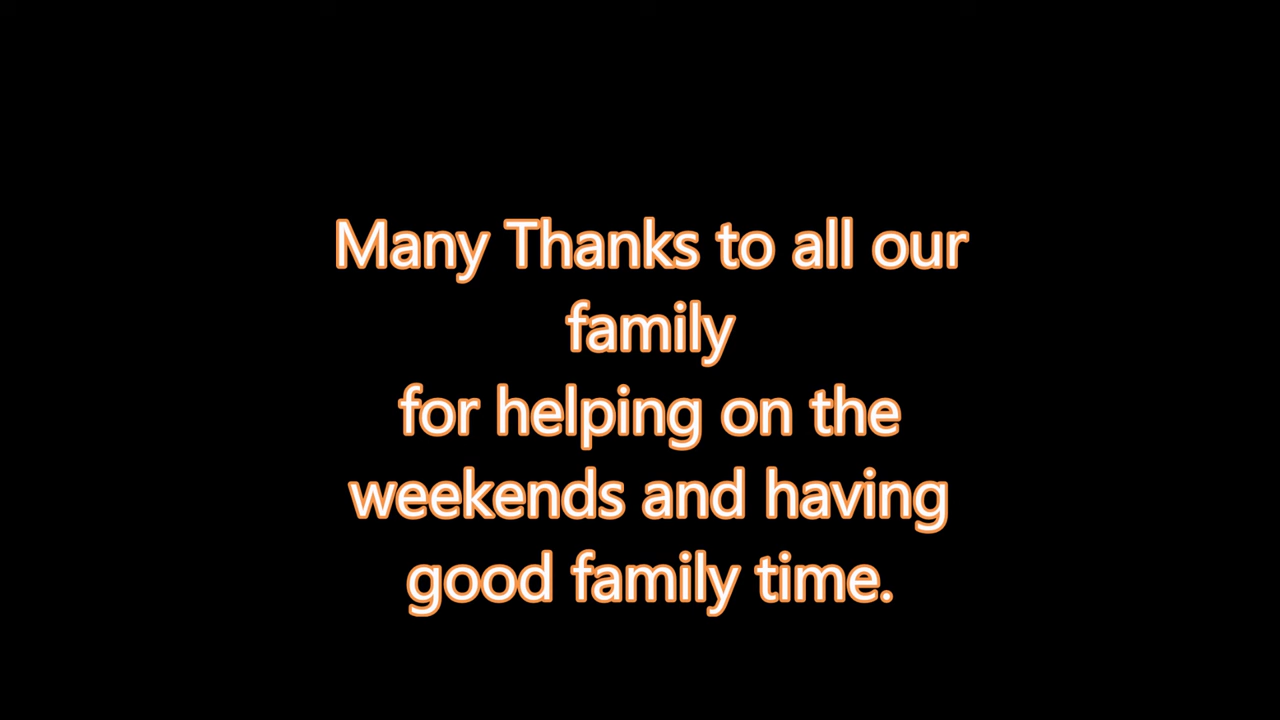 Many Thanks to all our
family
for helping on the
weekends and having
good family time.